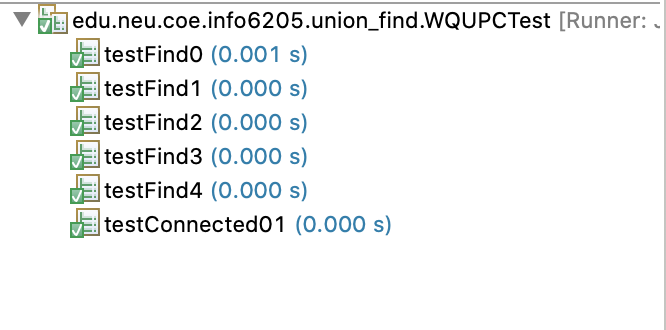 edu.neu.coe.info6205.union_find.WQUPCTest [Runner: J
testFind0 (0.001 s)
testFind1 (0.000 s)
testFind2 (0.000 s)
testFind3 (0.000 s)
testFind4 (0.000 s)
testConnected01 (0.000 s)